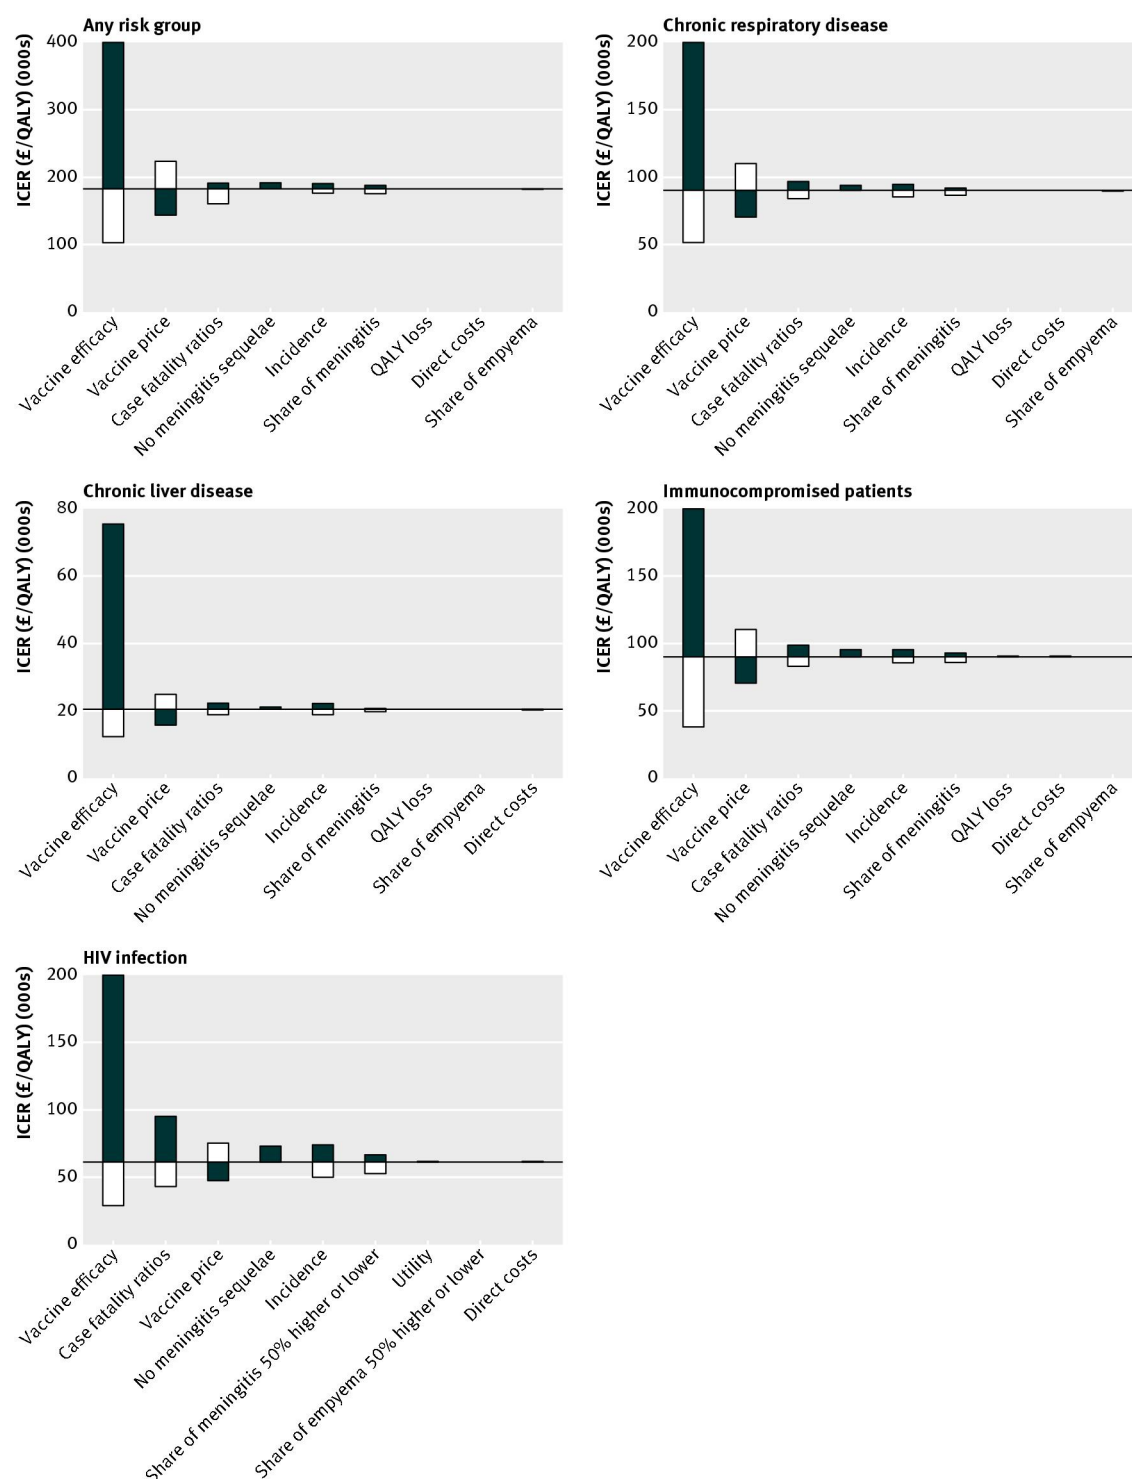 Any risk group
ICER (£/QALY) (000s)
400
300
200
100
0
Vaccine efficacy
Vaccine price
Case fatality ratios
No meningitis sequelae
Incidence
Share of meningitis
QALY loss
Direct costs
Share of empyema
Chronic respiratory disease
ICER (£/QALY) (000s)
200
150
100
50
0
Vaccine efficacy
Vaccine price
Case fatality ratios
No meningitis sequelae
Incidence
Share of meningitis
QALY loss
Direct costs
Share of empyema
Chronic liver disease
ICER (£/QALY) (000s)
80
60
40
20
0
Vaccine efficacy
Vaccine price
Case fatality ratios
No meningitis sequelae
Incidence
Share of meningitis
QALY loss
Share of empyema
Direct costs
Immunocompromised patients
ICER (£/QALY) (000s)
200
150
100
50
0
Vaccine efficacy
Vaccine price
Case fatality ratios
No meningitis sequelae
Incidence
Share of meningitis
QALY loss
Direct costs
Share of empyema
HIV infection
ICER (£/QALY) (000s)
200
150
100
50
0
Vaccine efficacy
Case fatality ratios
Vaccine price
No meningitis sequelae
Incidence
Share of meningitis 50% higher or lower
Utility
Share of empyema 50% higher or lower
Direct costs